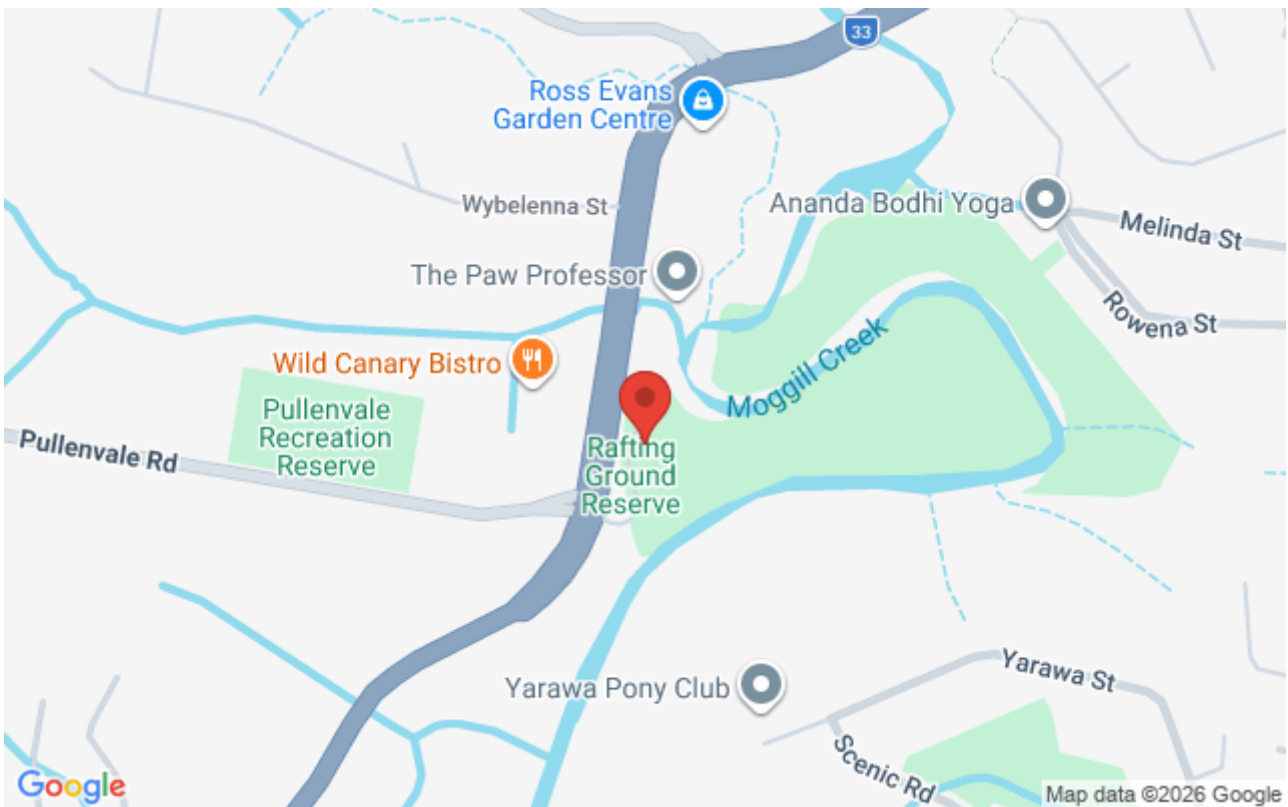 33
Ross Evans
Garden Centre
Wybelenna St
Ananda Bodhi Yoga
Melinda St
The Paw Professor
Rowena St
Wild Canary Bistro
Moggill Creek
Pullenvale
Recreation
Reserve
Pullenvale Rd
Rafting
Ground
Reserve
Yarawa St
Yarawa Pony Club
Scenic Rd
Google
Map data ©2026 Google